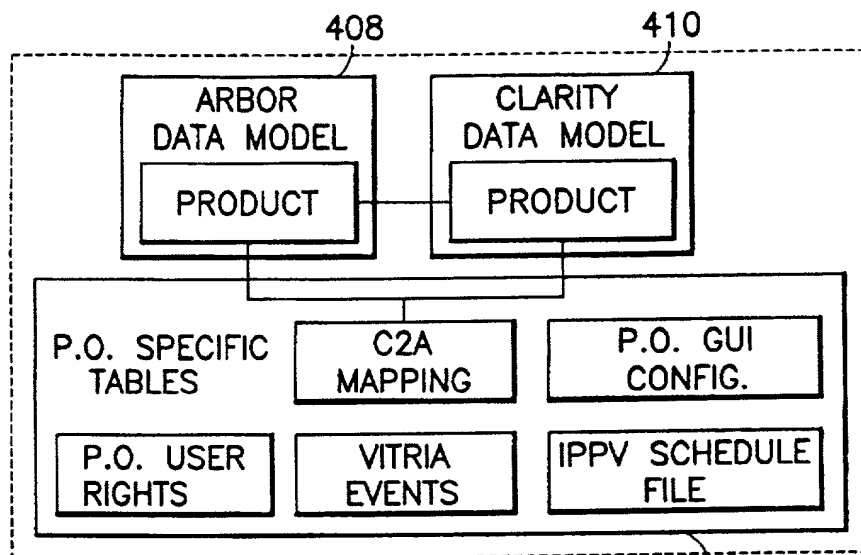 408
410
ARBOR
DATA MODEL
PRODUCT
CLARITY
DATA MODEL
PRODUCT
P.O. SPECIFIC
TABLES
C2A
MAPPING
P.O. GUI
CONFIG.
P.O. USER
RIGHTS
VITRIA
EVENTS
IPPV SCHEDULE
FILE